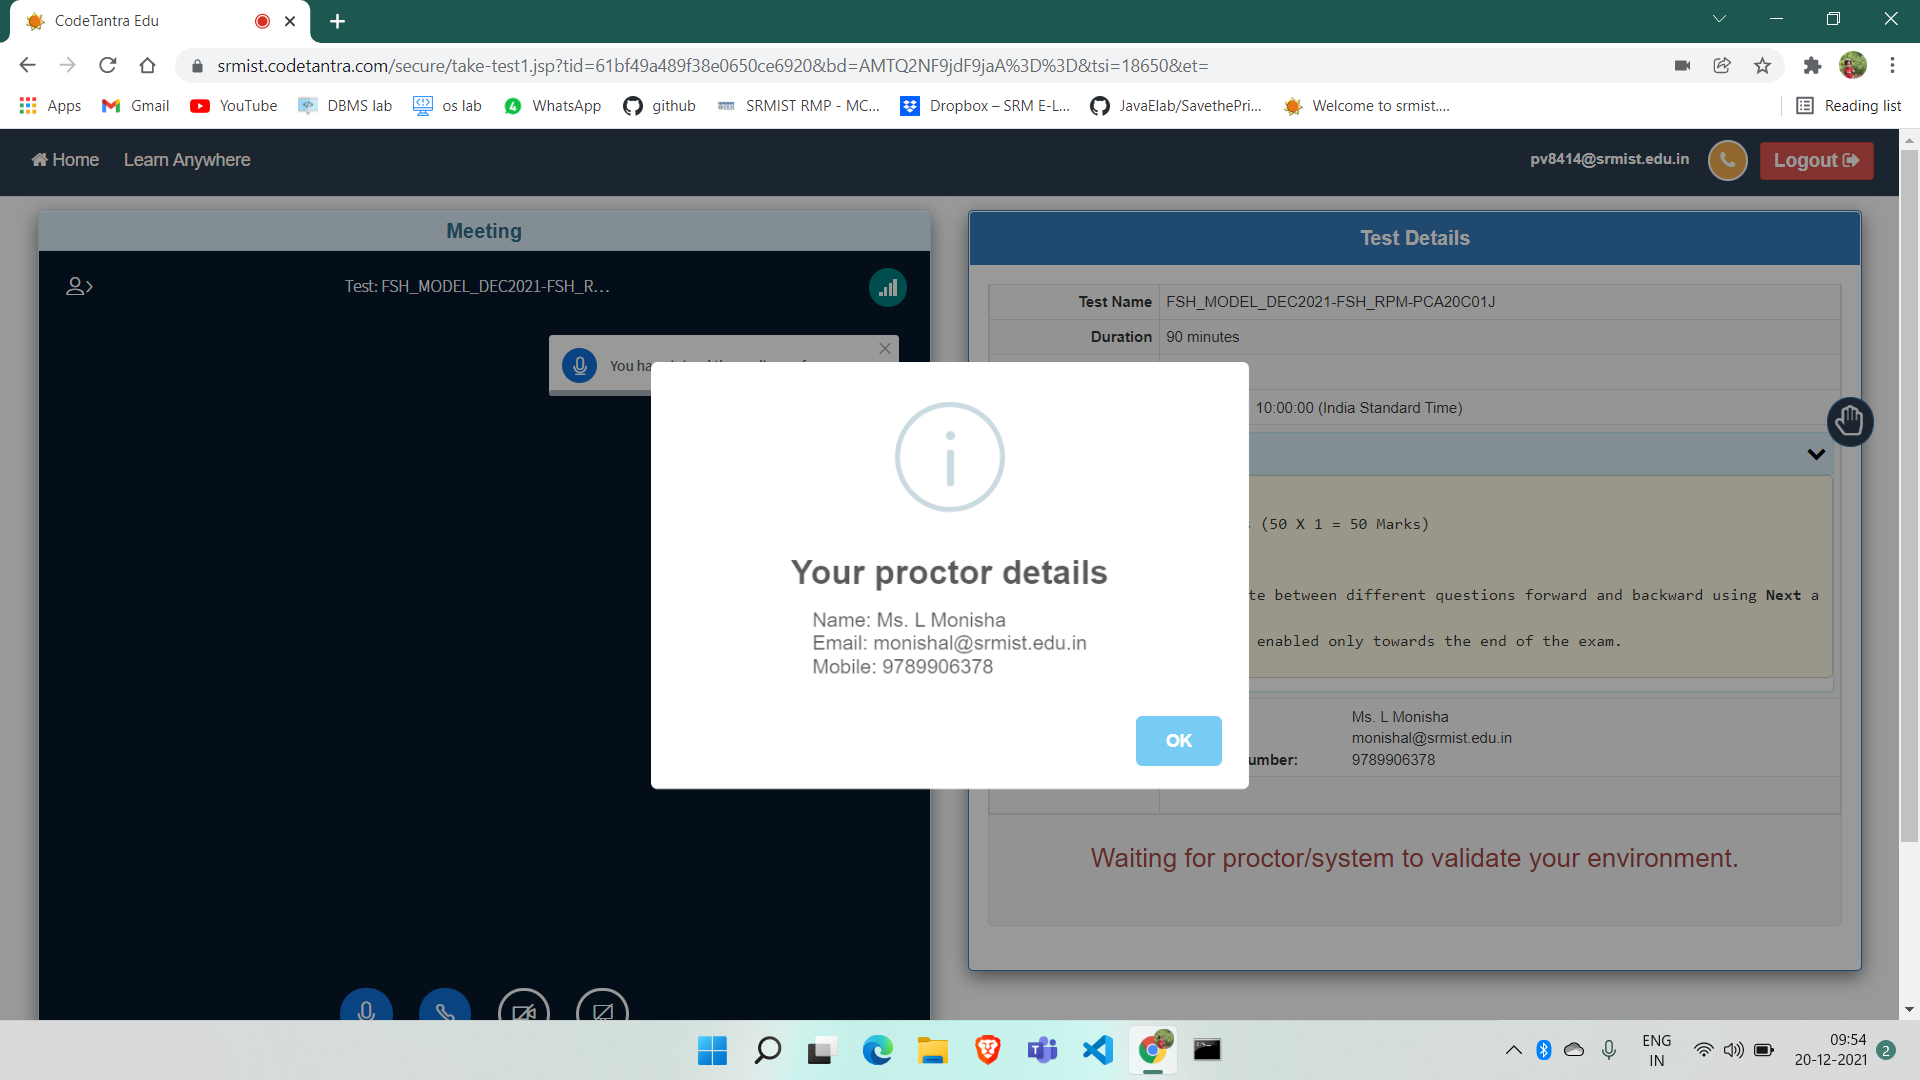 CodeTantra Edu
srmist.codetantra.com/secure/take-test1.jsp?tid=61bf49a489f38e0650ce6920&bd=AMTQ2NF9jdF9jaA%3D%3D&tsi=18650&et=
Apps Gmail YouTube DBMS lab os lab 4 WhatsApp github SRMIST RMP - MC... Dropbox – SRM E-L... JavaElab/SavethePri... Welcome to srmist.... Reading list
Home Learn Anywhere pv8414@srmist.edu.in Logout
Meeting
Test: FSH_MODEL_DEC2021-FSH_R...
You ha
Test Details
Test Name FSH_MODEL_DEC2021-FSH_RPM-PCA20C01J
Duration 90 minutes
10:00:00 (India Standard Time)
(50 X 1 = 50 Marks)
te between different questions forward and backward using Next a
enabled only towards the end of the exam.
Ms. L Monisha
monishal@srmist.edu.in
umber: 9789906378
Waiting for proctor/system to validate your environment.
Your proctor details
Name: Ms. L Monisha
Email: monishal@srmist.edu.in
Mobile: 9789906378
OK
ENG
IN
09:54
20-12-2021
2